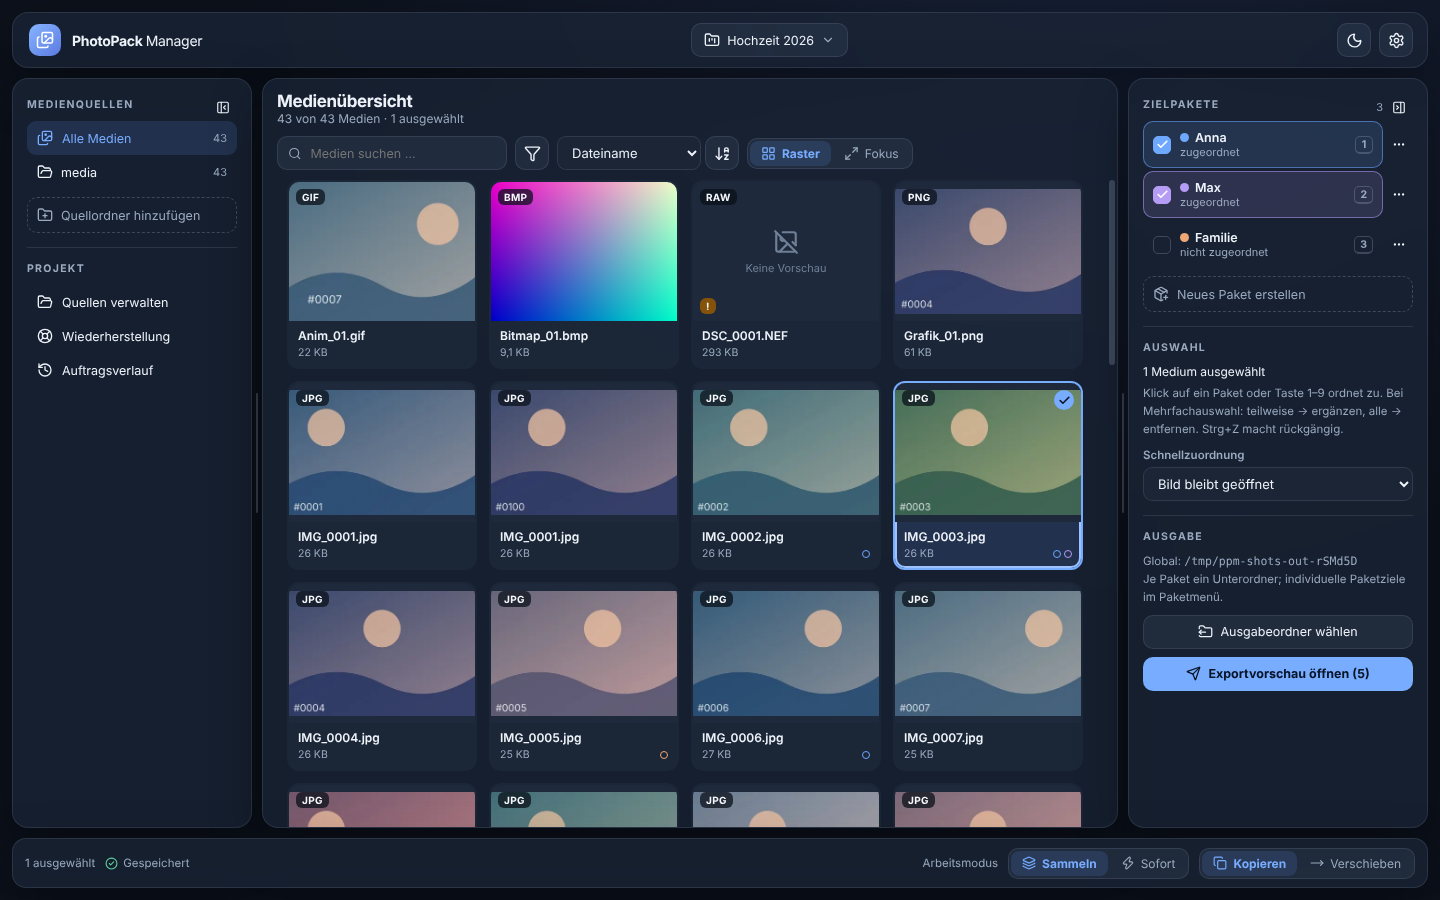 PhotoPack Manager
Hochzeit 2026
MEDIENQUELLEN
Alle Medien 43
media 43
Quellordner hinzufügen
PROJEKT
Quellen verwalten
Wiederherstellung
Auftragsverlauf
Medienübersicht
43 von 43 Medien · 1 ausgewählt
Medien suchen ...
Dateiname
Raster
Fokus
GIF
#0007
Anim_01.gif
22 KB
BMP
Bitmap_01.bmp
9,1 KB
RAW
Keine Vorschau
!
DSC_0001.NEF
293 KB
PNG
#0004
Grafik_01.png
61 KB
JPG
#0001
IMG_0001.jpg
26 KB
JPG
#0100
IMG_0001.jpg
26 KB
JPG
#0002
IMG_0002.jpg
26 KB
JPG
#0003
IMG_0003.jpg
26 KB
JPG
#0004
IMG_0004.jpg
26 KB
JPG
#0005
IMG_0005.jpg
25 KB
JPG
#0006
IMG_0006.jpg
27 KB
JPG
#0007
IMG_0007.jpg
25 KB
JPG
JPG
JPG
JPG
ZIELPAKETE 3
Anna
zugeordnet
1
Max
zugeordnet
2
Familie
nicht zugeordnet
3
Neues Paket erstellen
AUSWAHL
1 Medium ausgewählt
Klick auf ein Paket oder Taste 1–9 ordnet zu. Bei
Mehrfachauswahl: teilweise → ergänzen, alle →
entfernen. Strg+Z macht rückgängig.
Schnellzuordnung
Bild bleibt geöffnet
AUSGABE
Global: /tmp/ppm-shots-out-rSMd5D
Je Paket ein Unterordner; individuelle Paketziele
im Paketmenü.
Ausgabeordner wählen
Exportvorschau öffnen (5)
1 ausgewählt
Gespeichert
Arbeitsmodus
Sammeln
Sofort
Kopieren
Verschieben